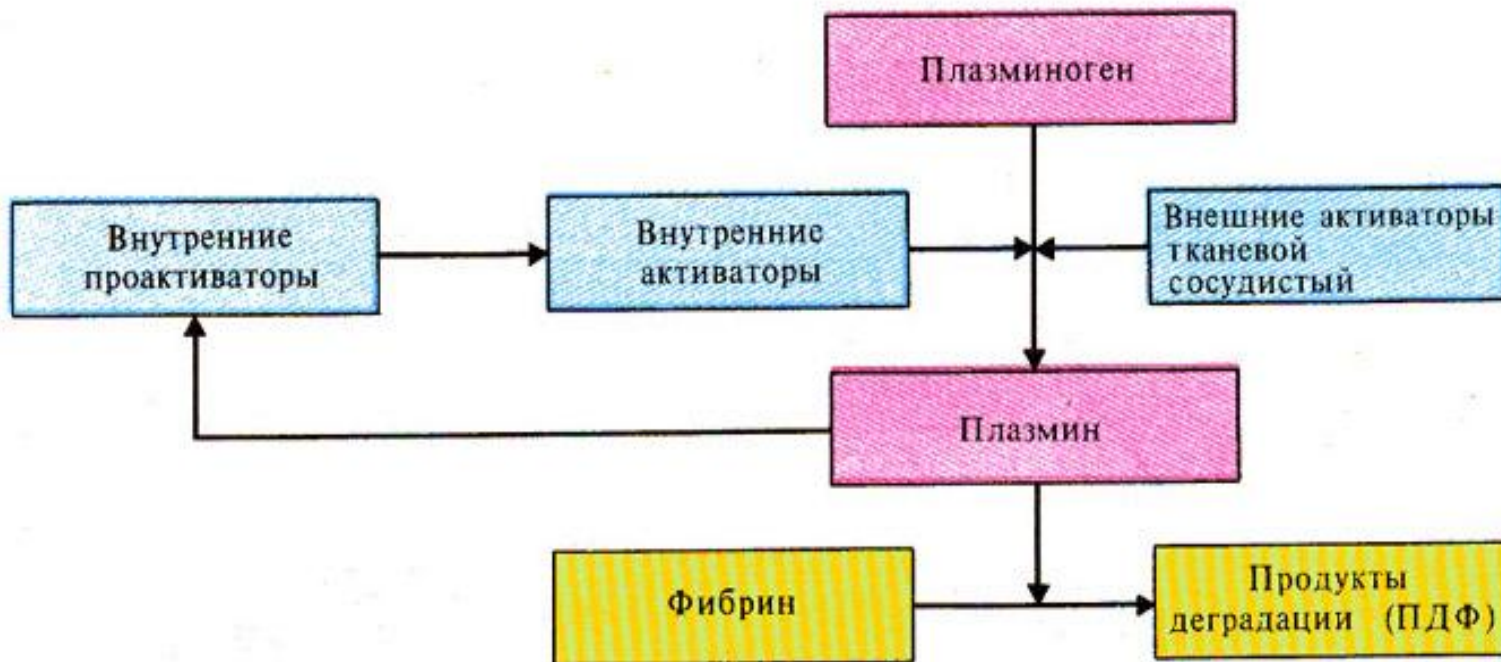 Плазминоген
Внутренние
проактиваторы
Внутренние
активаторы
Внешние активаторы
тканевой
сосудистый
Плазмин
Фибрин
Продукты
деградации (ПДФ)